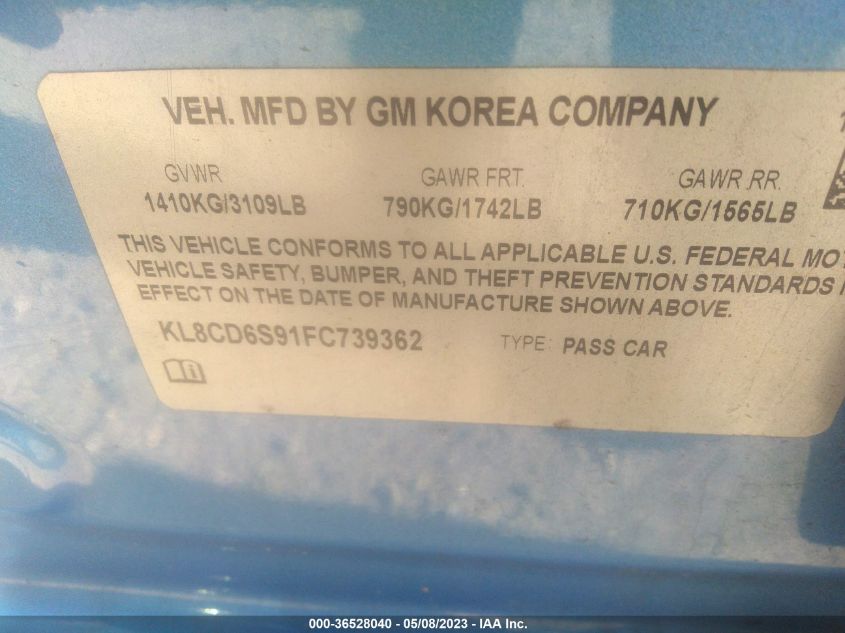 VEH. MFD BY GM KOREA COMPANY
GVWR GAWR FRT. GAWR RR.
1410KG/3109LB 790KG/1742LB 710KG/1565LB
THIS VEHICLE CONFORMS TO ALL APPLICABLE U.S. FEDERAL
VEHICLE SAFETY, BUMPER, AND THEFT PREVENTION STANDARDS
EFFECT ON THE DATE OF MANUFACTURE SHOWN ABOVE.
KL8CD6S91FC739362 TYPE: PASS CAR
000-36528040 - 05/08/2023 - IAA Inc.